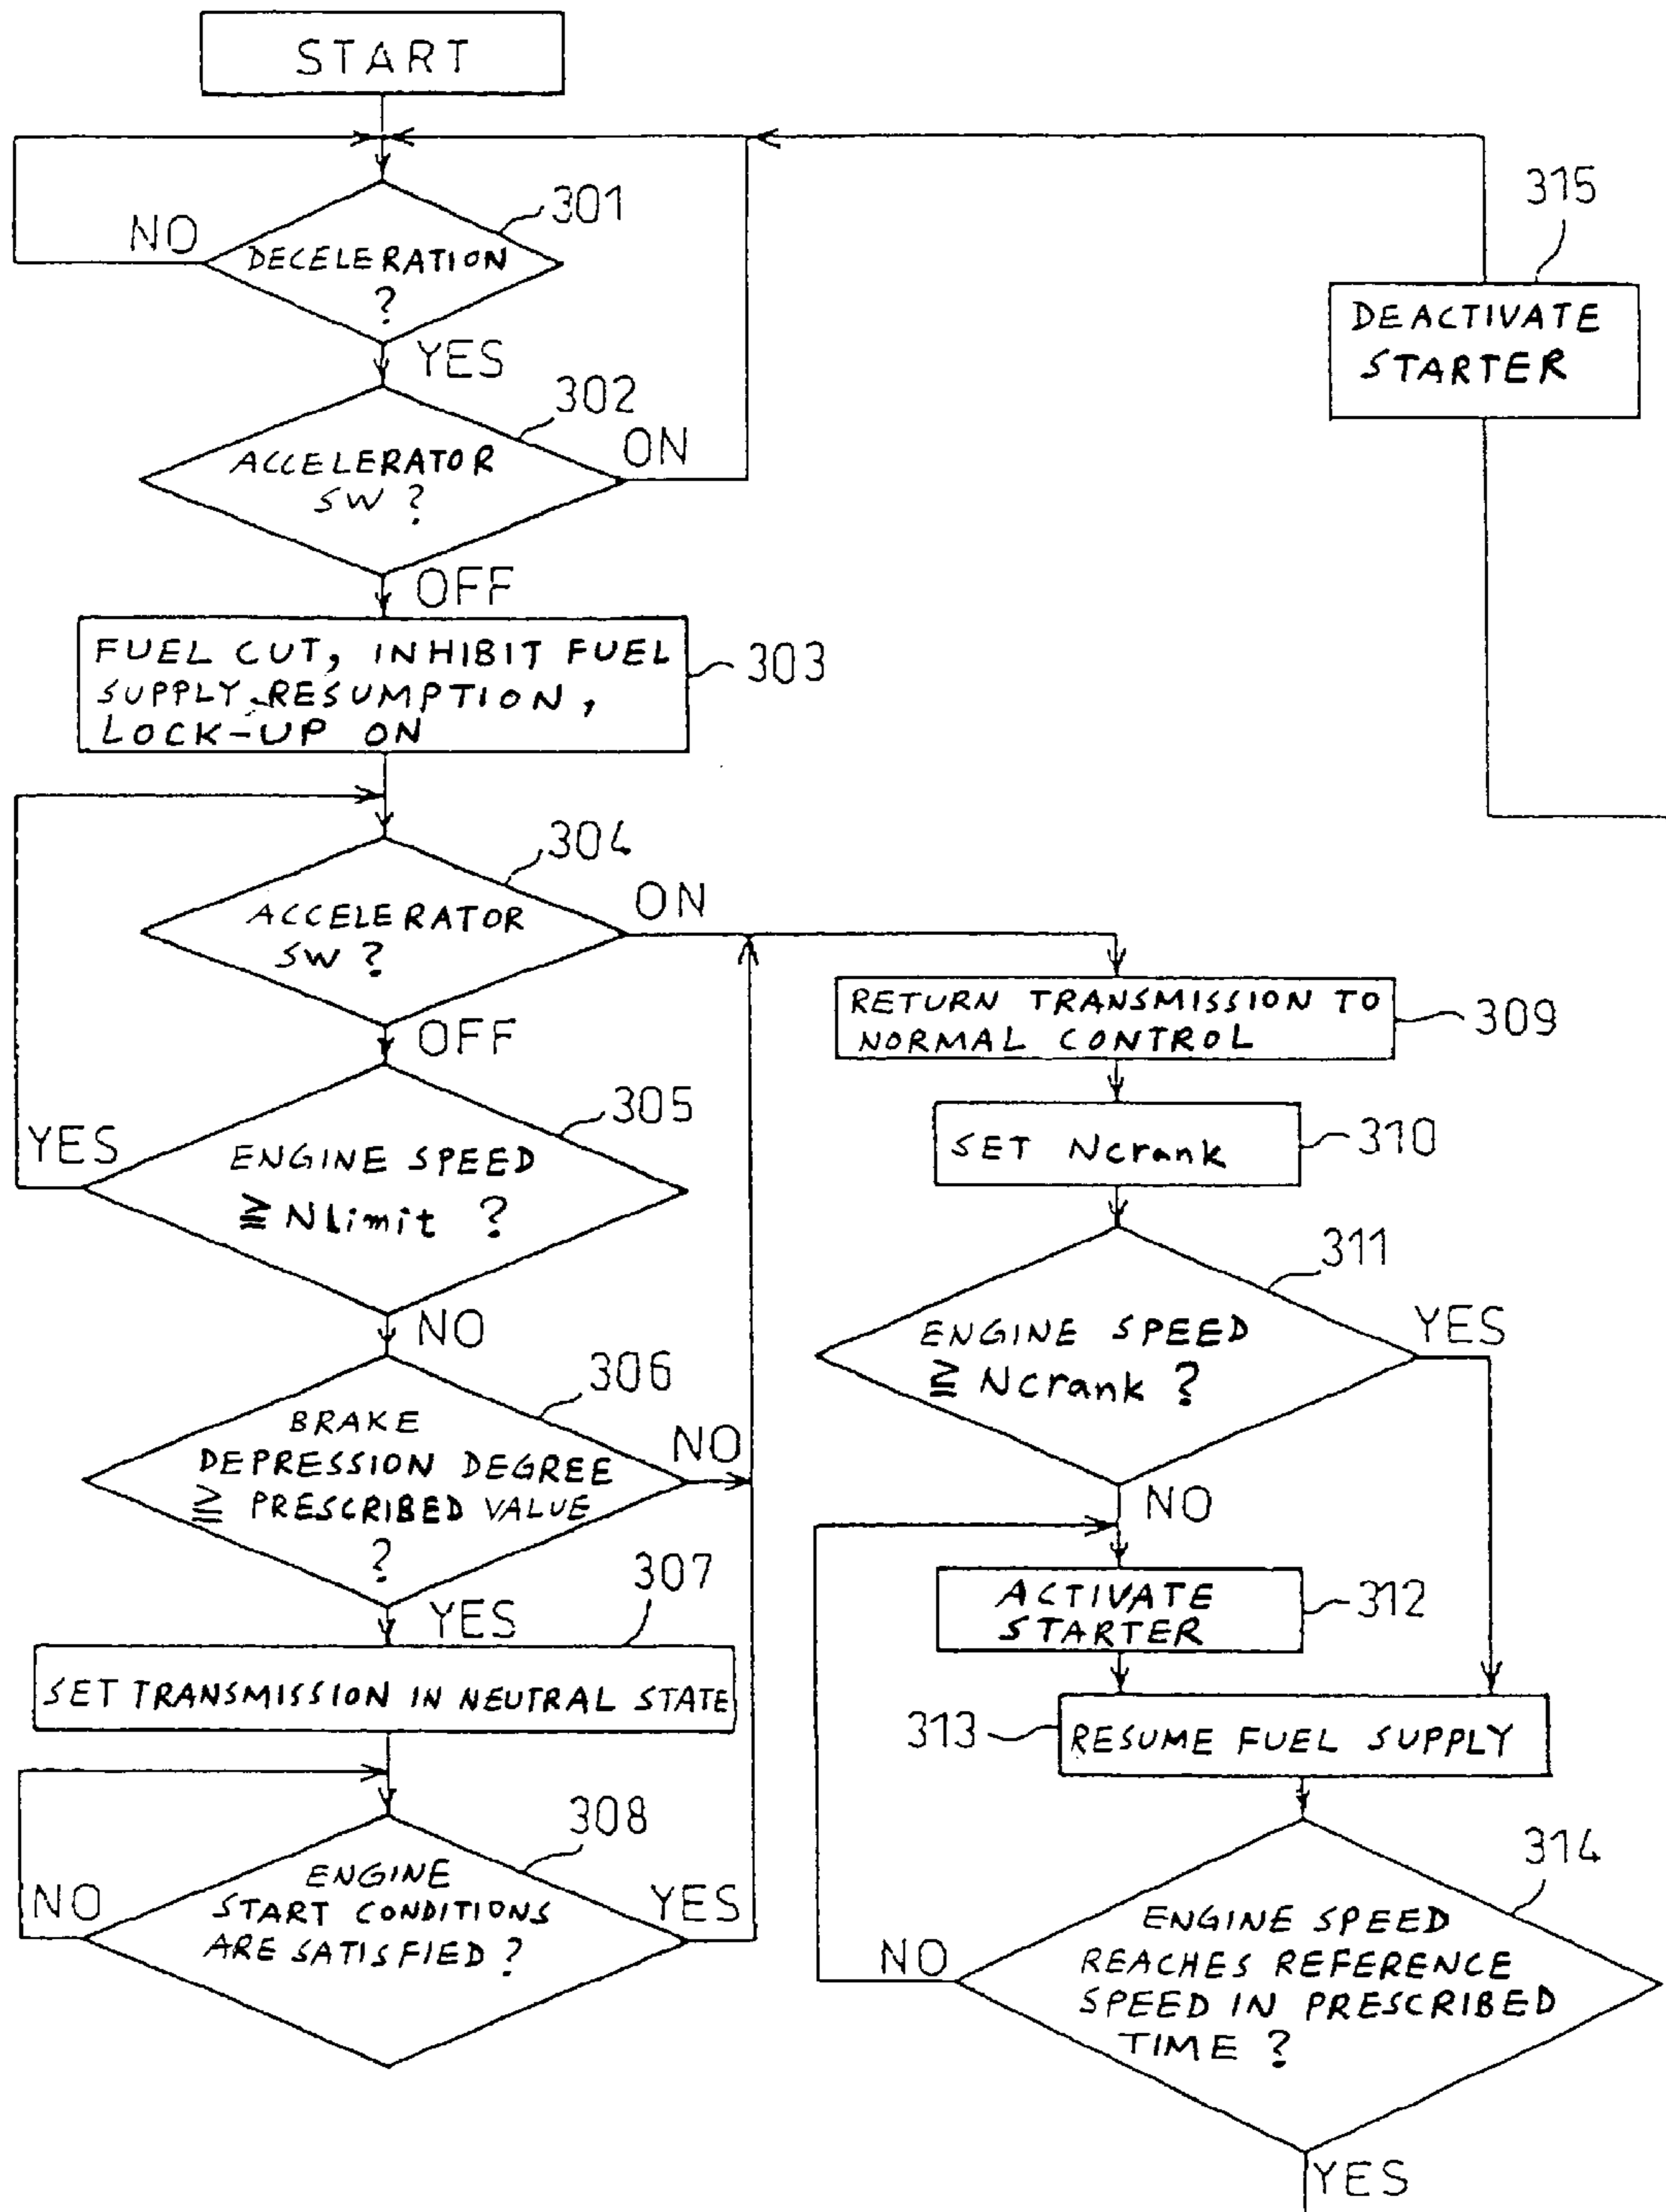 START
301
NO
DECELERATION
?
YES
302
ACCELERATOR
SW ?
ON
OFF
FUEL CUT, INHIBIT FUEL
SUPPLY RESUMPTION,
LOCK-UP ON
303
304
ACCELERATOR
SW ?
ON
OFF
305
YES
ENGINE SPEED
≧ NLimit ?
NO
306
BRAKE
DEPRESSION DEGREE
≧ PRESCRIBED VALUE
?
NO
YES
307
SET TRANSMISSION IN NEUTRAL STATE
308
ENGINE
START CONDITIONS
ARE SATISFIED ?
NO
YES
RETURN TRANSMISSION TO
NORMAL CONTROL
309
SET Ncrank
310
311
ENGINE SPEED
≧ Ncrank ?
YES
NO
ACTIVATE
STARTER
312
313
RESUME FUEL SUPPLY
314
ENGINE SPEED
REACHES REFERENCE
SPEED IN PRESCRIBED
TIME ?
NO
YES
315
DEACTIVATE
STARTER